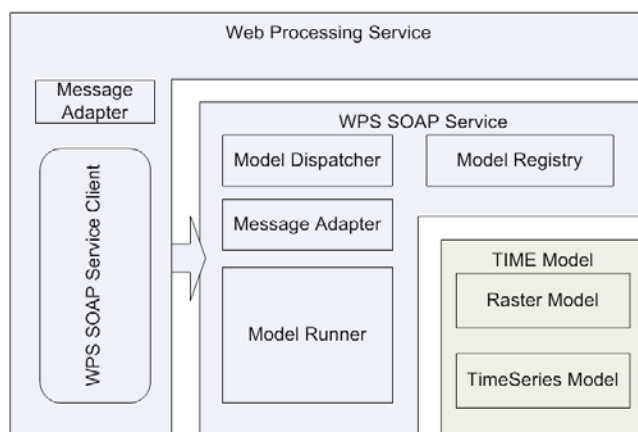 Web Processing Service
Message
Adapter
WPS SOAP Service Client
WPS SOAP Service
Model Dispatcher
Model Registry
Message Adapter
Model Runner
TIME Model
Raster Model
TimeSeries Model